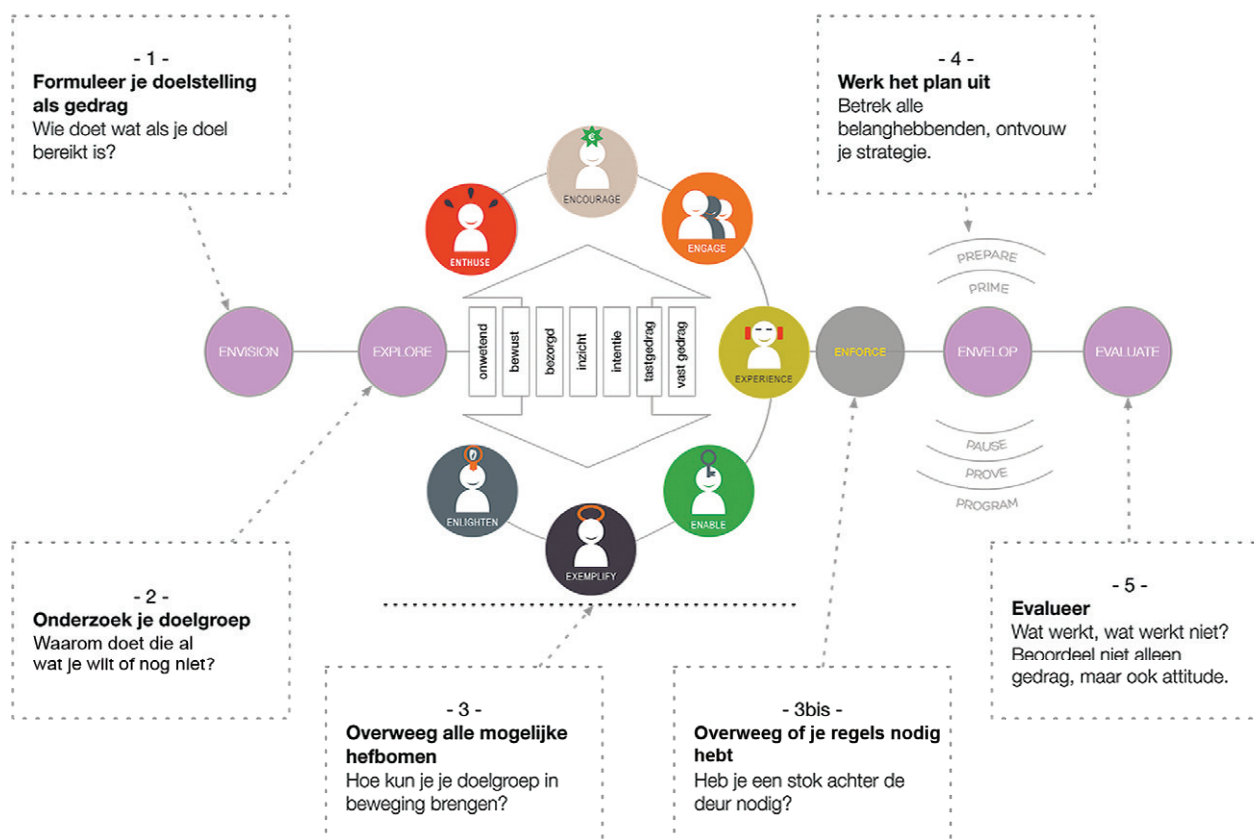 - 1 -
Formuleer je doelstelling
als gedrag
Wie doet wat als je doel
bereikt is?
- 4 -
Werk het plan uit
Betrek alle
belanghebbenden, ontvouw
je strategie.
€
ENCOURAGE
ENTHUSE
ENGAGE
PREPARE
PRIME
ENVISION
EXPLORE
onwetend
bewust
bezorgd
inzicht
intentie
tastgedrag
vast gedrag
EXPERIENCE
ENFORCE
ENVELOP
EVALUATE
PAUSE
PROVE
PROGRAM
ENLIGHTEN
EXEMPLIFY
ENABLE
- 2 -
Onderzoek je doelgroep
Waarom doet die al
wat je wilt of nog niet?
- 3 -
Overweeg alle mogelijke
hefbomen
Hoe kun je je doelgroep in
beweging brengen?
- 3bis -
Overweeg of je regels nodig
hebt
Heb je een stok achter de
deur nodig?
- 5 -
Evalueer
Wat werkt, wat werkt niet?
Beoordeel niet alleen
gedrag, maar ook attitude.